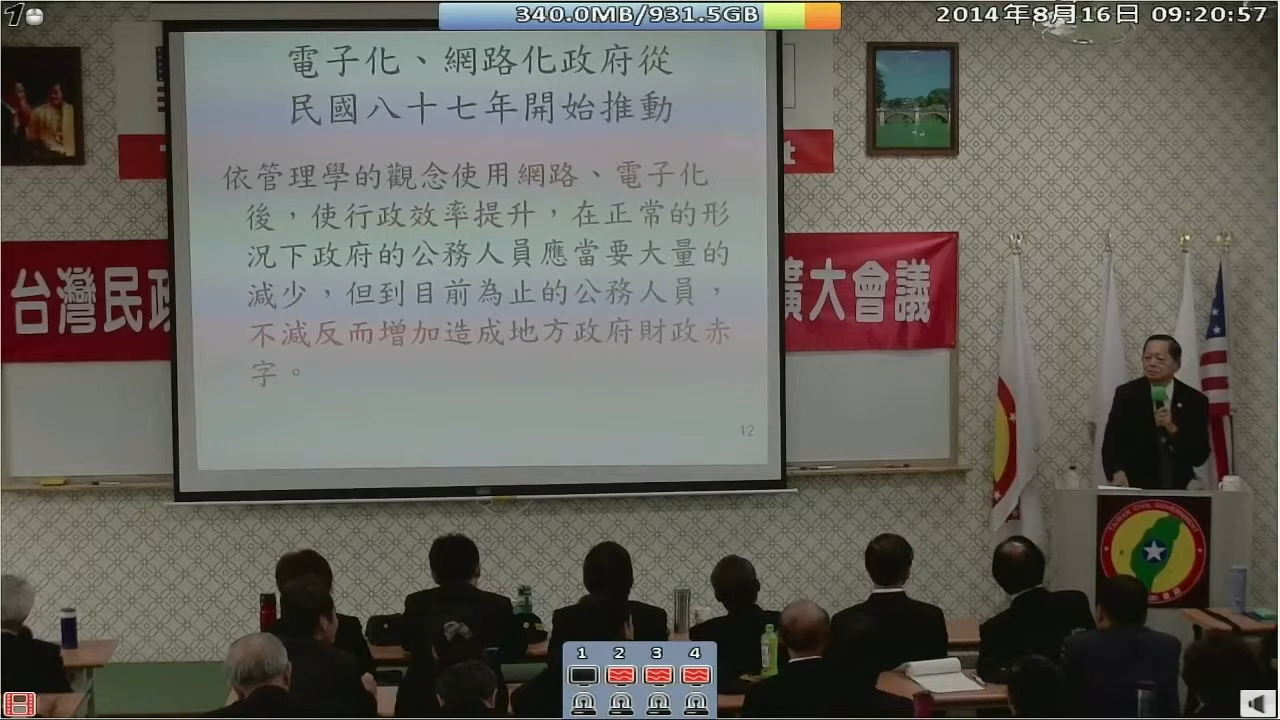 1
340.0MB/931.5GB
2014年8月16日 09:20:57
電子化、網路化政府從
民國八十七年開始推動
依管理學的觀念使用網路、電子化
後，使行政效率提升，在正常的形
況下政府的公務人員應當要大量的
減少，但到目前為止的公務人員，
不減反而增加造成地方政府財政赤
字。
12
t
台灣民政
擴大會議
TAIWAN CIVIL GOVERNMENT
1 2 3 4